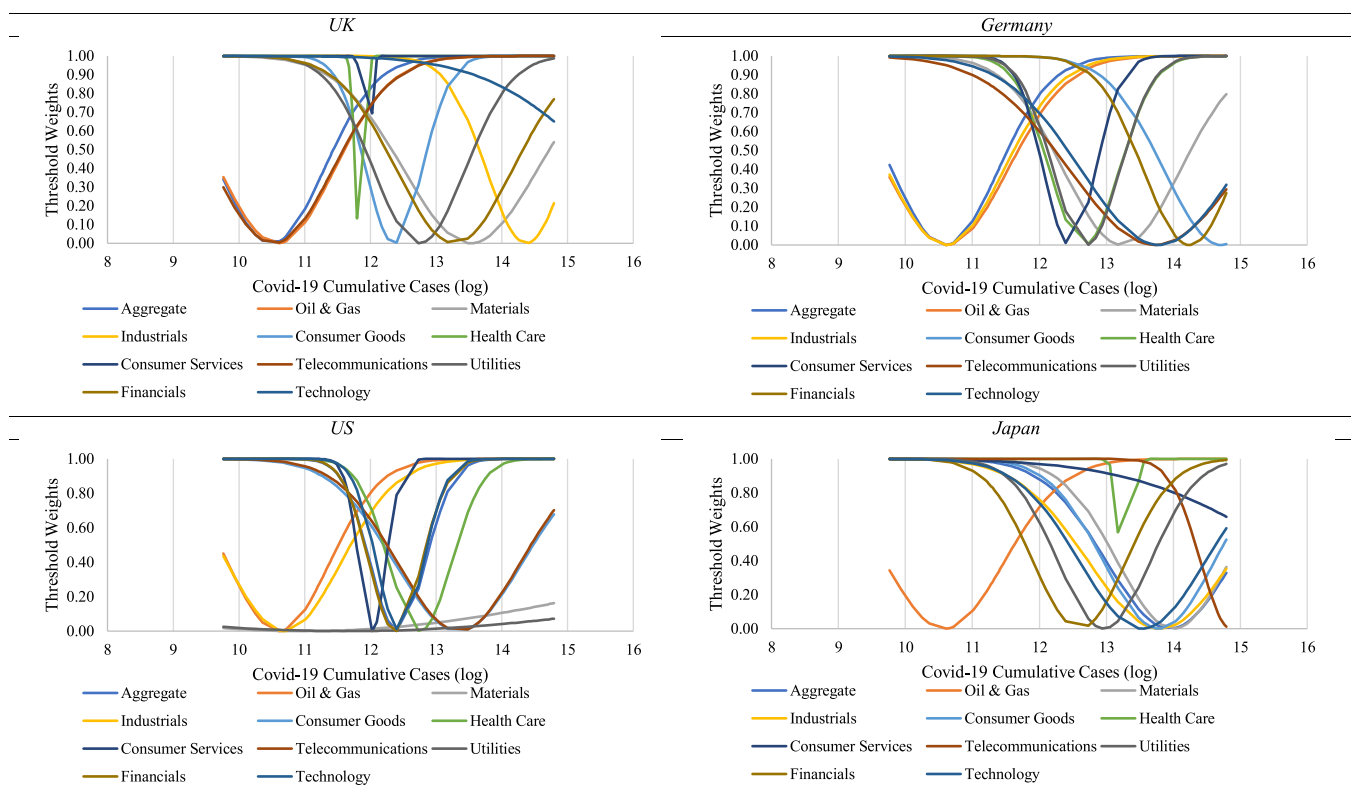 UK
Germany
1.00
0.90
0.80
0.70
0.60
0.50
0.40
0.30
0.20
0.10
0.00
Threshold Weights
8 9 10 11 12 13 14 15 16
Covid-19 Cumulative Cases (log)
Aggregate Oil & Gas Materials
Industrials Consumer Goods Health Care
Consumer Services Telecommunications Utilities
Financials Technology
1.00
0.90
0.80
0.70
0.60
0.50
0.40
0.30
0.20
0.10
0.00
Threshold Weights
8 9 10 11 12 13 14 15 16
Covid-19 Cumulative Cases (log)
Aggregate Oil & Gas Materials
Industrials Consumer Goods Health Care
Consumer Services Telecommunications Utilities
Financials Technology
US
Japan
1.00
0.80
0.60
0.40
0.20
0.00
Threshold Weights
8 9 10 11 12 13 14 15 16
Covid-19 Cumulative Cases (log)
Aggregate Oil & Gas Materials
Industrials Consumer Goods Health Care
Consumer Services Telecommunications Utilities
Financials Technology
1.00
0.80
0.60
0.40
0.20
0.00
Threshold Weights
8 9 10 11 12 13 14 15 16
Covid-19 Cumulative Cases (log)
Aggregate Oil & Gas Materials
Industrials Consumer Goods Health Care
Consumer Services Telecommunications Utilities
Financials Technology